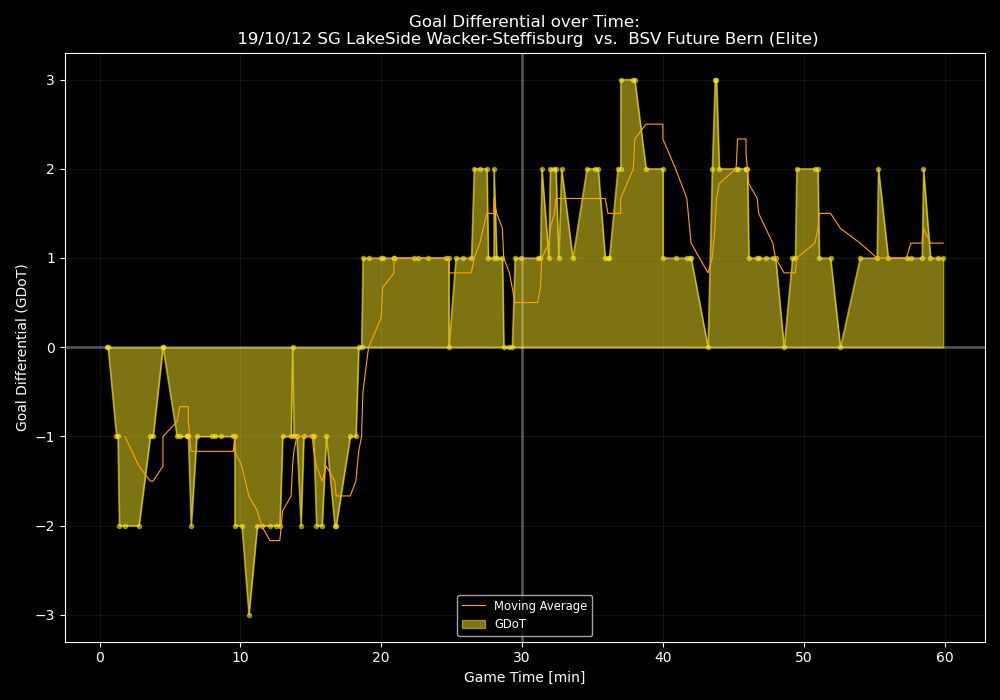 Goal Differential over Time:
19/10/12 SG LakeSide Wacker-Steffisburg  vs.  BSV Future Bern (Elite)
Goal Differential (GDoT)
3
2
1
0
−1
−2
−3
Moving Average
GDoT
0 10 20 30 40 50 60
Game Time [min]